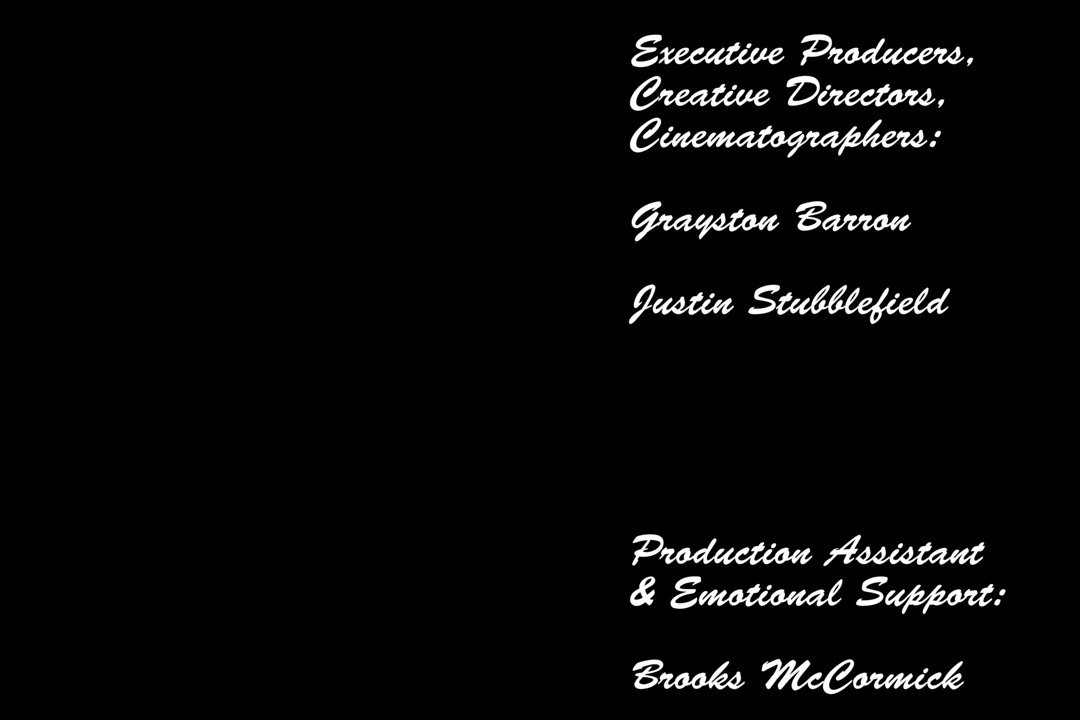 Executive Producers,
Creative Directors,
Cinematographers:
Grayston Barron
Justin Stubblefield
Production Assistant
& Emotional Support:
Brooks McCormick